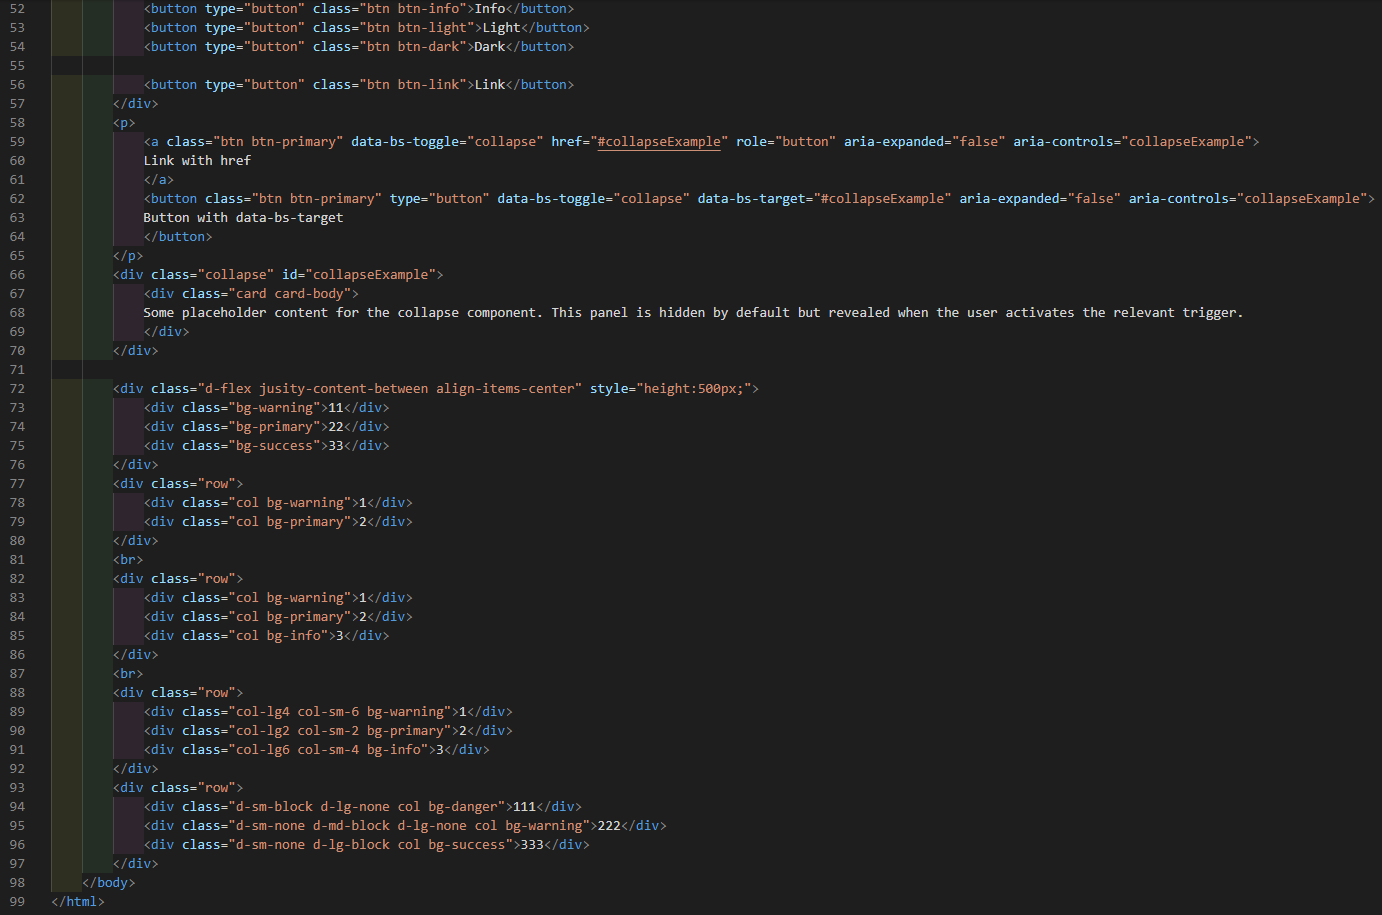 52 <button type="button" class="btn btn-info">Info</button>
53 <button type="button" class="btn btn-light">Light</button>
54 <button type="button" class="btn btn-dark">Dark</button>
55
56 <button type="button" class="btn btn-link">Link</button>
57 </div>
58 <p>
59 <a class="btn btn-primary" data-bs-toggle="collapse" href="#collapseExample" role="button" aria-expanded="false" aria-controls="collapseExample">
60 Link with href
61 </a>
62 <button class="btn btn-primary" type="button" data-bs-toggle="collapse" data-bs-target="#collapseExample" aria-expanded="false" aria-controls="collapseExample">
63 Button with data-bs-target
64 </button>
65 </p>
66 <div class="collapse" id="collapseExample">
67 <div class="card card-body">
68 Some placeholder content for the collapse component. This panel is hidden by default but revealed when the user activates the relevant trigger.
69 </div>
70 </div>
71
72 <div class="d-flex jusity-content-between align-items-center" style="height:500px;">
73 <div class="bg-warning">11</div>
74 <div class="bg-primary">22</div>
75 <div class="bg-success">33</div>
76 </div>
77 <div class="row">
78 <div class="col bg-warning">1</div>
79 <div class="col bg-primary">2</div>
80 </div>
81 <br>
82 <div class="row">
83 <div class="col bg-warning">1</div>
84 <div class="col bg-primary">2</div>
85 <div class="col bg-info">3</div>
86 </div>
87 <br>
88 <div class="row">
89 <div class="col-lg4 col-sm-6 bg-warning">1</div>
90 <div class="col-lg2 col-sm-2 bg-primary">2</div>
91 <div class="col-lg6 col-sm-4 bg-info">3</div>
92 </div>
93 <div class="row">
94 <div class="d-sm-block d-lg-none col bg-danger">111</div>
95 <div class="d-sm-none d-md-block d-lg-none col bg-warning">222</div>
96 <div class="d-sm-none d-lg-block col bg-success">333</div>
97 </div>
98 </body>
99 </html>